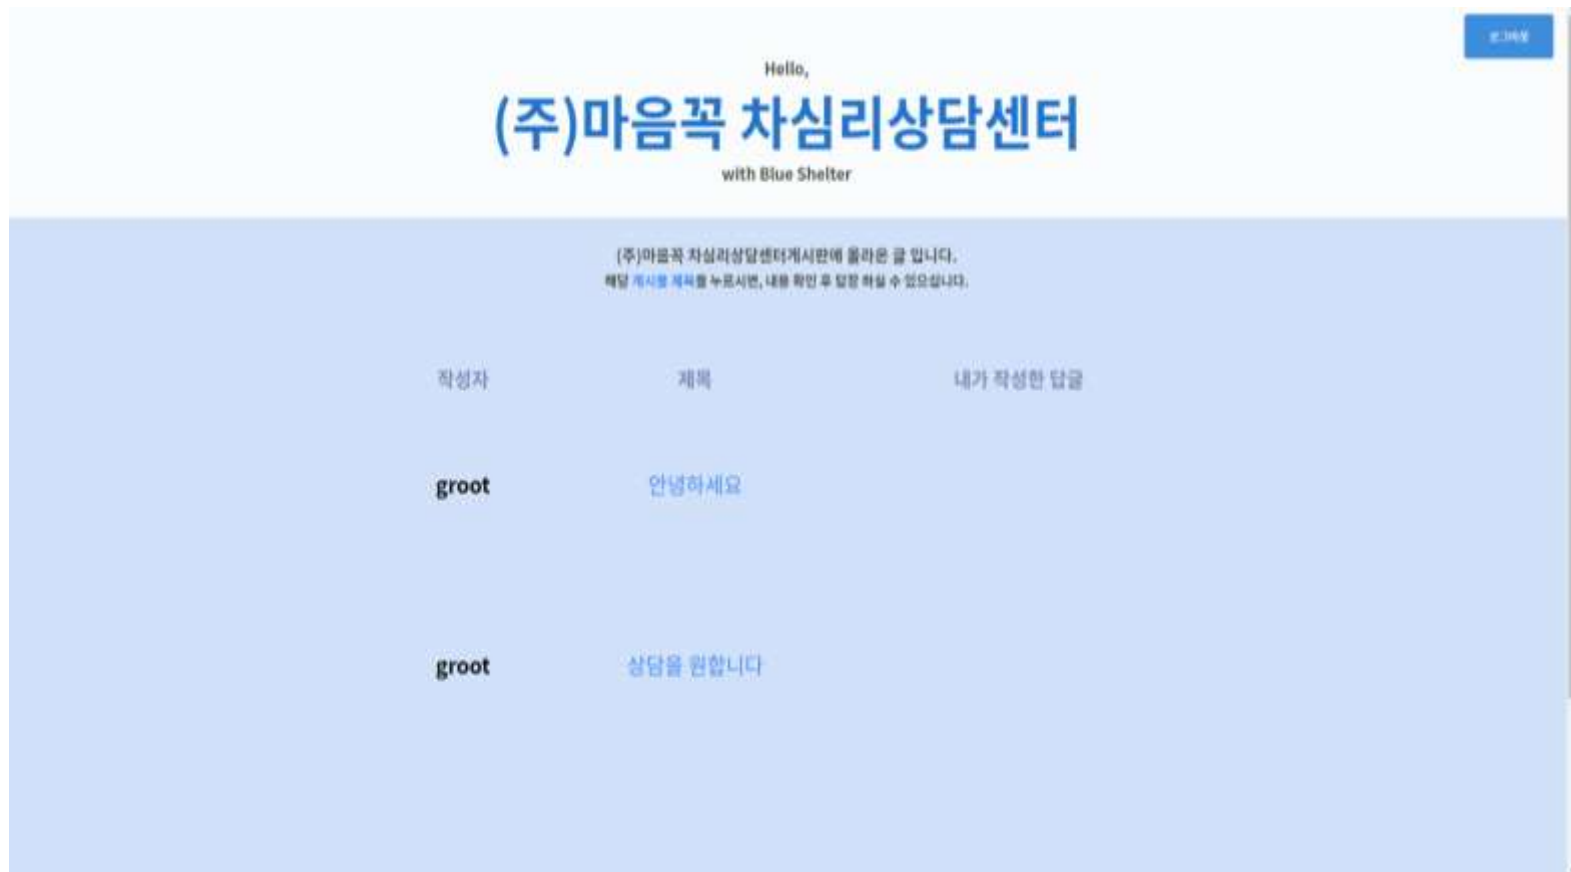 로그아웃
Hello,
(주)마음꼭 차심리상담센터
with Blue Shelter
(주)마음꼭 차심리상담센터게시판에 올라온 글 입니다.
해당 게시물 제목을 누르시면, 내용 확인 후 답장 하실 수 있으십니다.
작성자 제목 내가 작성한 답글
groot 안녕하세요
groot 상담을 원합니다